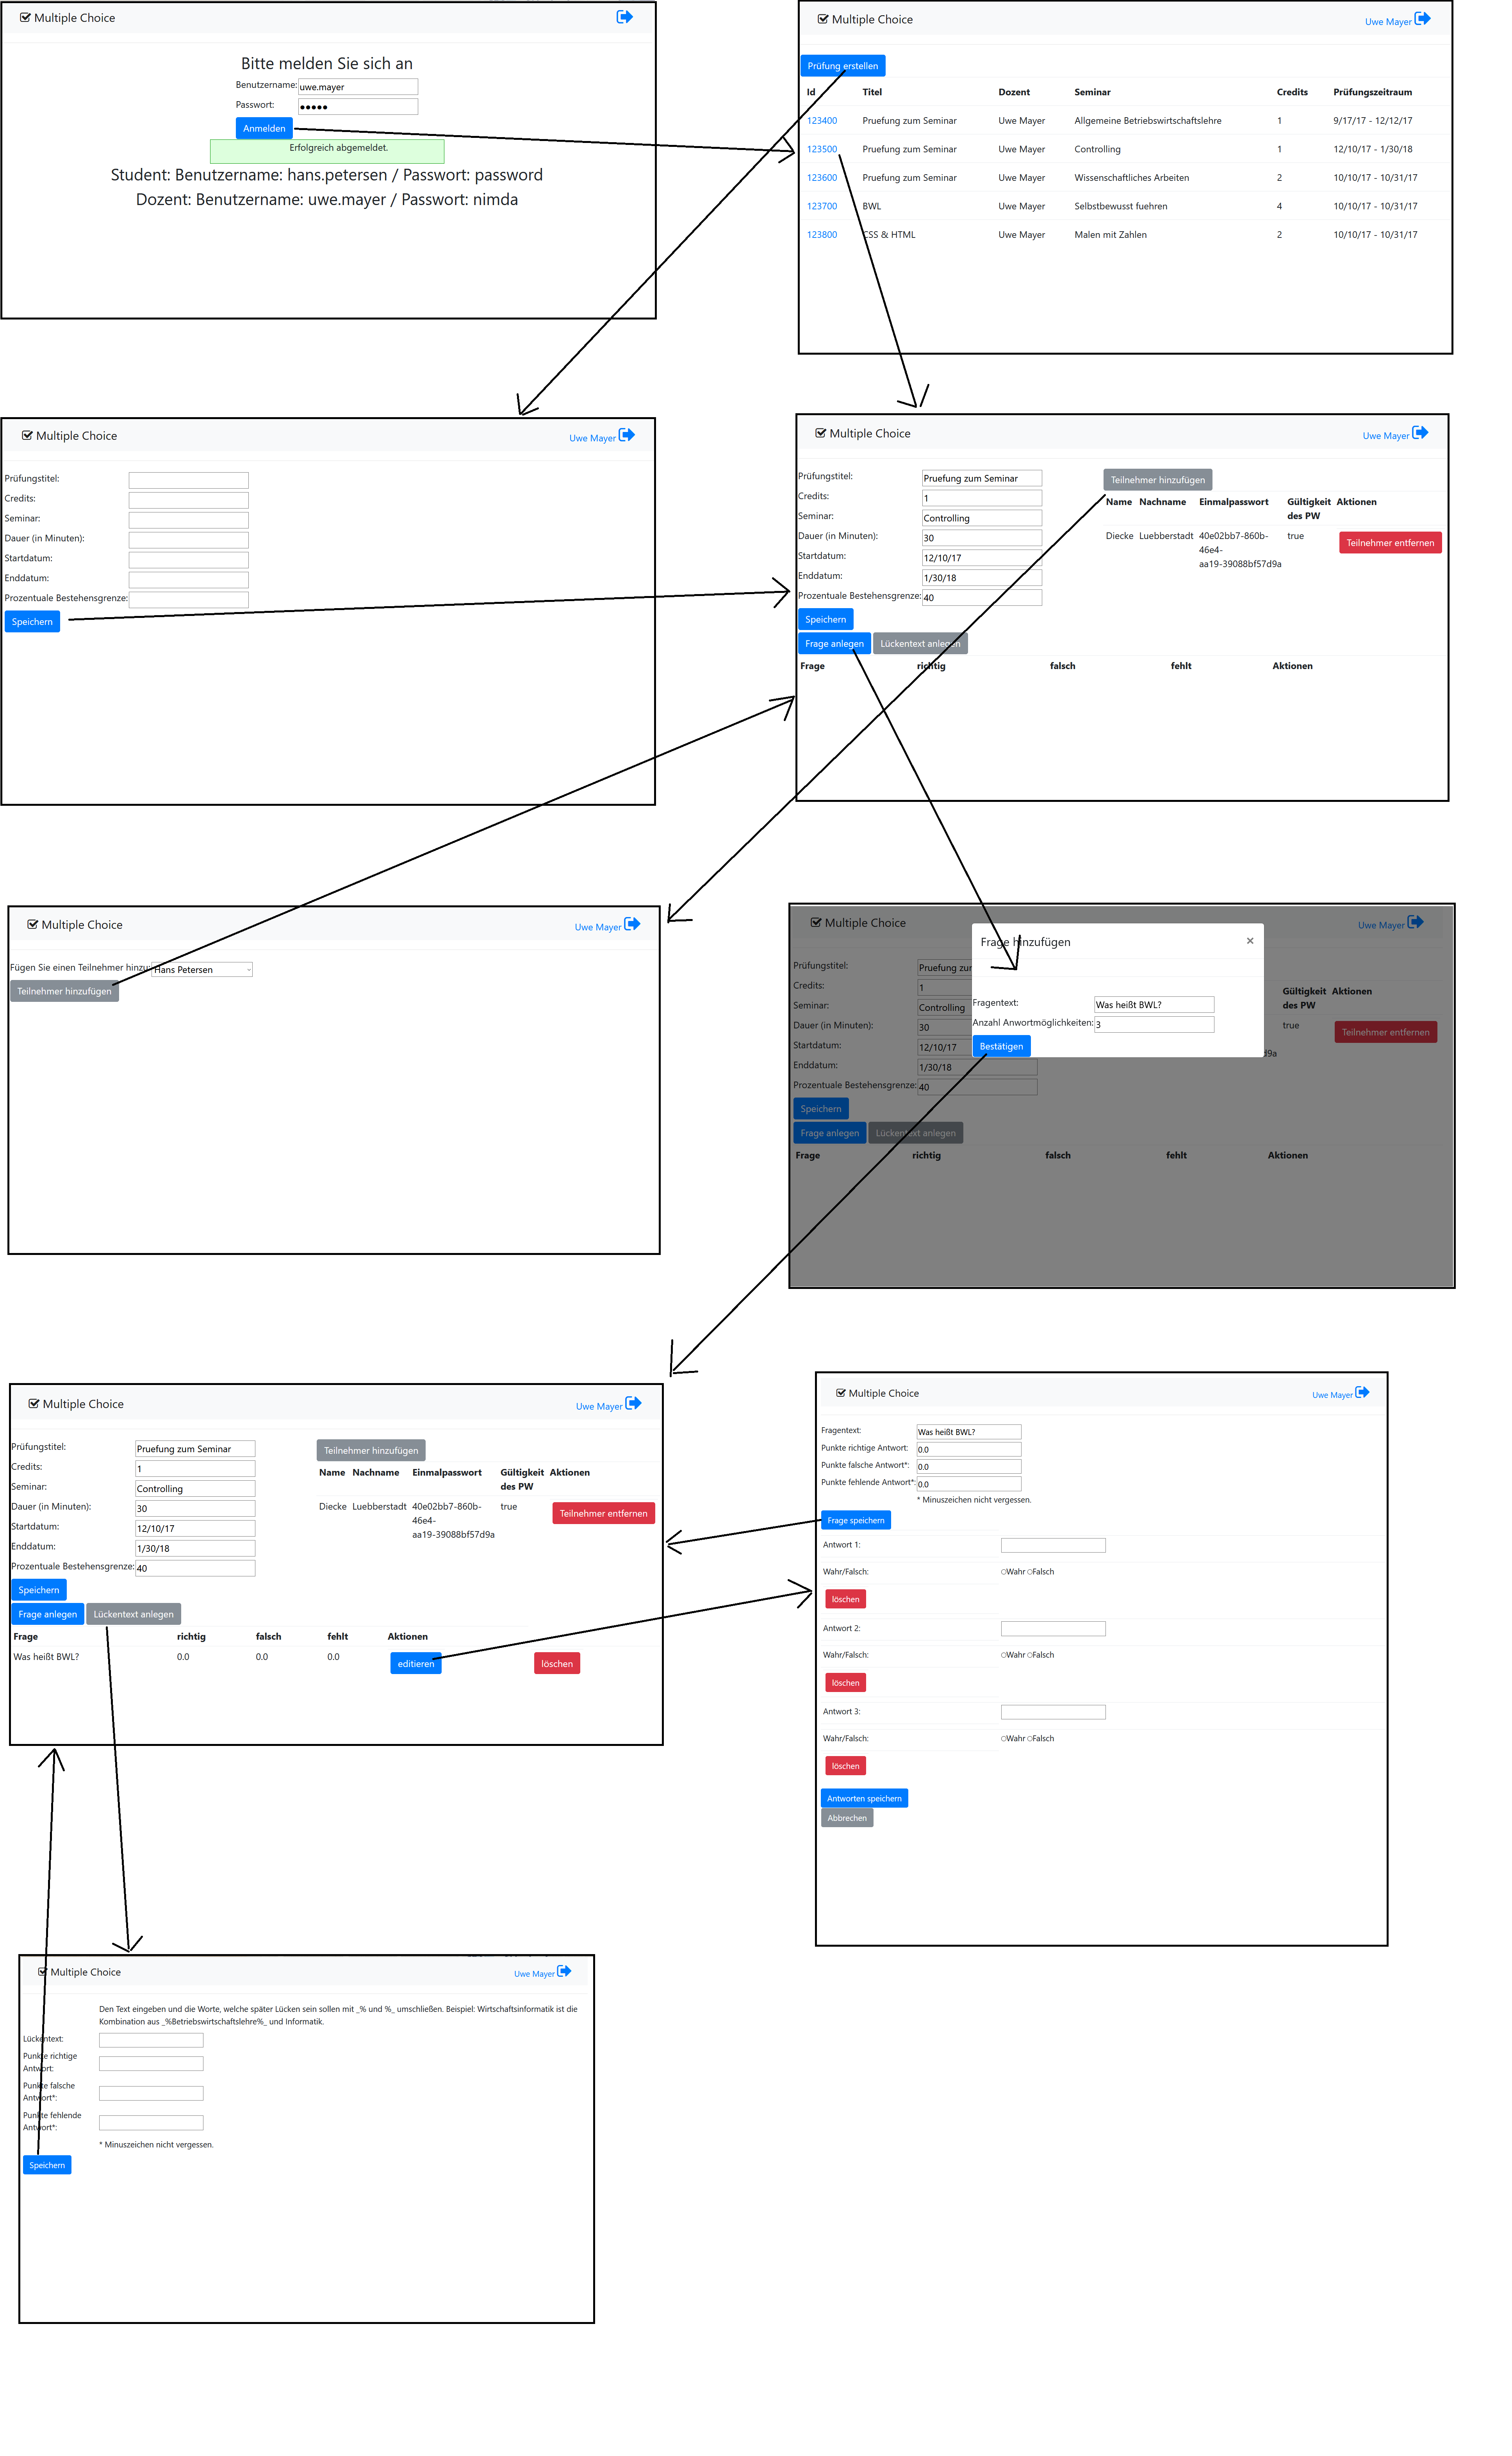 Multiple Choice
Bitte melden Sie sich an
Benutzername: uwe.mayer
Passwort: ●●●●●
Anmelden
Erfolgreich abgemeldet.
Student: Benutzername: hans.petersen / Passwort: password
Dozent: Benutzername: uwe.mayer / Passwort: nimda
Multiple Choice Uwe Mayer
Prüfung erstellen
Id Titel Dozent Seminar Credits Prüfungszeitraum
123400 Pruefung zum Seminar Uwe Mayer Allgemeine Betriebswirtschaftslehre 1 9/17/17 - 12/12/17
123500 Pruefung zum Seminar Uwe Mayer Controlling 1 12/10/17 - 1/30/18
123600 Pruefung zum Seminar Uwe Mayer Wissenschaftliches Arbeiten 2 10/10/17 - 10/31/17
123700 BWL Uwe Mayer Selbstbewusst fuehren 4 10/10/17 - 10/31/17
123800 CSS & HTML Uwe Mayer Malen mit Zahlen 2 10/10/17 - 10/31/17
Multiple Choice Uwe Mayer
Prüfungstitel:
Credits:
Seminar:
Dauer (in Minuten):
Startdatum:
Enddatum:
Prozentuale Bestehensgrenze:
Speichern
Multiple Choice Uwe Mayer
Prüfungstitel: Pruefung zum Seminar
Credits: 1
Seminar: Controlling
Dauer (in Minuten): 30
Startdatum: 12/10/17
Enddatum: 1/30/18
Prozentuale Bestehensgrenze: 40
Speichern
Teilnehmer hinzufügen
Name Nachname Einmalpasswort Gültigkeit Aktionen
des PW
Diecke Luebberstadt 40e02bb7-860b- true Teilnehmer entfernen
46e4-
aa19-39088bf57d9a
Frage anlegen Lückentext anlegen
Frage richtig falsch fehlt Aktionen
Multiple Choice Uwe Mayer
Fügen Sie einen Teilnehmer hinzu: Hans Petersen
Teilnehmer hinzufügen
Multiple Choice Uwe Mayer
Prüfungstitel: Pruefung zur
Credits: 1
Seminar: Controlling
Dauer (in Minuten): 30
Startdatum: 12/10/17
Enddatum: 1/30/18
Prozentuale Bestehensgrenze: 40
Speichern
Gültigkeit Aktionen
des PW
true Teilnehmer entfernen
d9a
Frage hinzufügen ×
Fragentext: Was heißt BWL?
Anzahl Anwortmöglichkeiten: 3
Bestätigen
Frage anlegen Lückentext anlegen
Frage richtig falsch fehlt Aktionen
Multiple Choice Uwe Mayer
Prüfungstitel: Pruefung zum Seminar
Credits: 1
Seminar: Controlling
Dauer (in Minuten): 30
Startdatum: 12/10/17
Enddatum: 1/30/18
Prozentuale Bestehensgrenze: 40
Speichern
Teilnehmer hinzufügen
Name Nachname Einmalpasswort Gültigkeit Aktionen
des PW
Diecke Luebberstadt 40e02bb7-860b- true Teilnehmer entfernen
46e4-
aa19-39088bf57d9a
Frage anlegen Lückentext anlegen
Frage richtig falsch fehlt Aktionen
Was heißt BWL? 0.0 0.0 0.0 editieren löschen
Multiple Choice Uwe Mayer
Fragentext: Was heißt BWL?
Punkte richtige Antwort: 0.0
Punkte falsche Antwort*: 0.0
Punkte fehlende Antwort*: 0.0
* Minuszeichen nicht vergessen.
Frage speichern
Antwort 1:
Wahr/Falsch: Wahr Falsch
löschen
Antwort 2:
Wahr/Falsch: Wahr Falsch
löschen
Antwort 3:
Wahr/Falsch: Wahr Falsch
löschen
Antworten speichern
Abbrechen
Multiple Choice Uwe Mayer
Den Text eingeben und die Worte, welche später Lücken sein sollen mit _% und %_ umschließen. Beispiel: Wirtschaftsinformatik ist die
Kombination aus _%Betriebswirtschaftslehre%_ und Informatik.
Lückentext:
Punkte richtige
Antwort:
Punkte falsche
Antwort*:
Punkte fehlende
Antwort*:
* Minuszeichen nicht vergessen.
Speichern